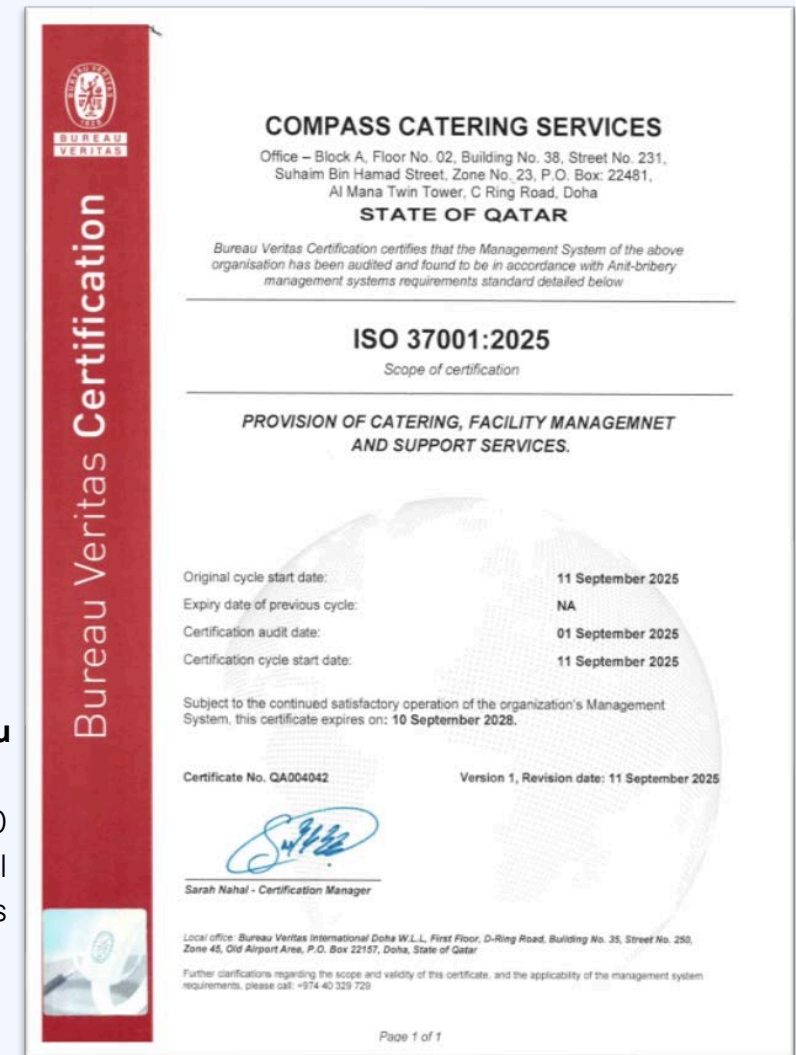 BUREAU
VERITAS
Bureau Veritas Certification
COMPASS CATERING SERVICES
Office – Block A, Floor No. 02, Building No. 38, Street No. 231,
Suhaim Bin Hamad Street, Zone No. 23, P.O. Box: 22481,
Al Mana Twin Tower, C Ring Road, Doha
STATE OF QATAR
Bureau Veritas Certification certifies that the Management System of the above
organisation has been audited and found to be in accordance with Anit-bribery
management systems requirements standard detailed below
ISO 37001:2025
Scope of certification
PROVISION OF CATERING, FACILITY MANAGEMNET
AND SUPPORT SERVICES.
Original cycle start date: 11 September 2025
Expiry date of previous cycle: NA
Certification audit date: 01 September 2025
Certification cycle start date: 11 September 2025
Subject to the continued satisfactory operation of the organization's Management
System, this certificate expires on: 10 September 2028.
Certificate No. QA004042 Version 1, Revision date: 11 September 2025
Sarah Nahal - Certification Manager
Local office: Bureau Veritas International Doha W.L.L, First Floor, D-Ring Road, Building No. 35, Street No. 250,
Zone 45, Old Airport Area, P.O. Box 22157, Doha, State of Qatar
Further clarifications regarding the scope and validity of this certificate, and the applicability of the management system
requirements, please call: +974 40 329 729
Page 1 of 1